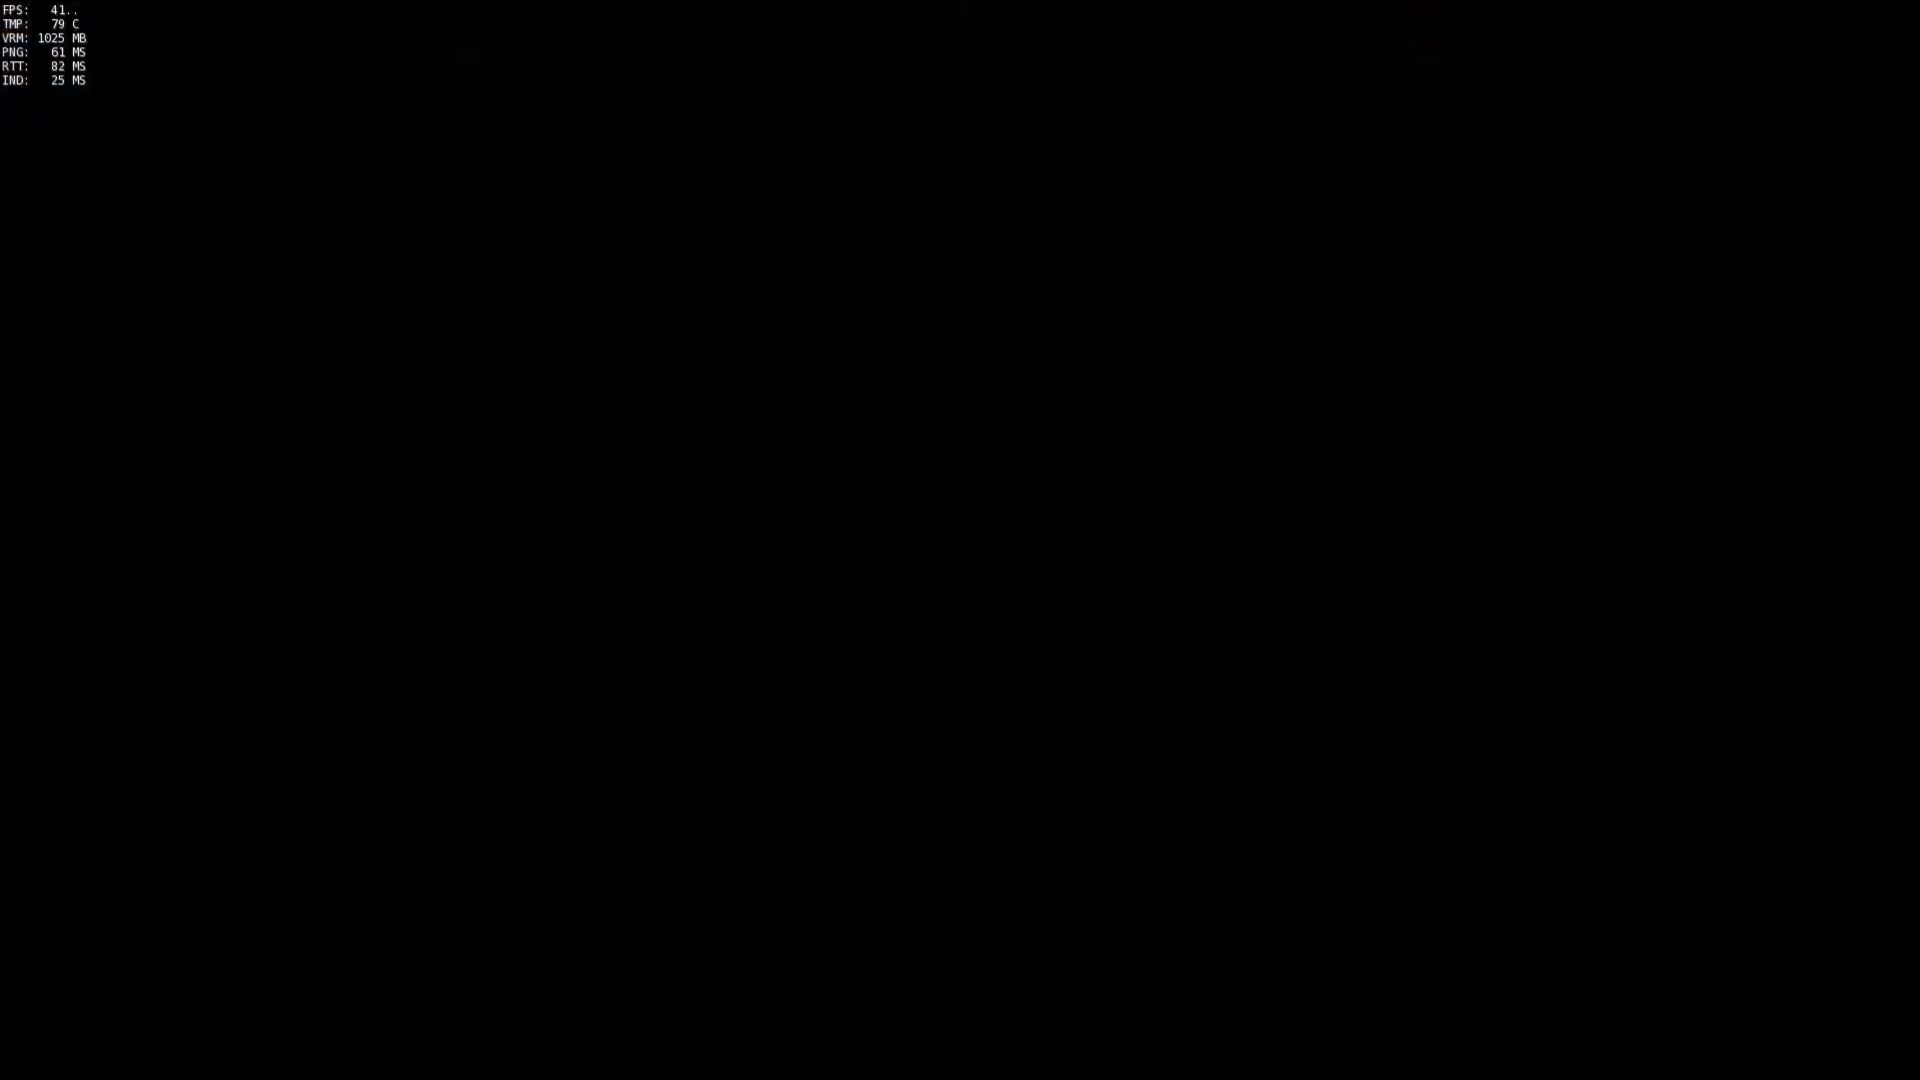 FPS: 41..
TMP: 79 C
VRM: 1025 MB
PNG: 61 MS
RTT: 82 MS
IND: 25 MS